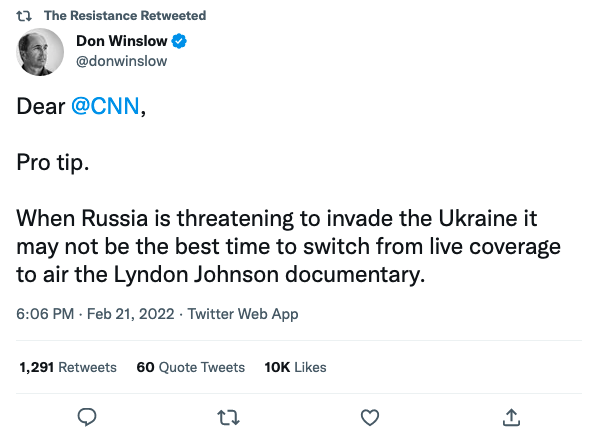 The Resistance Retweeted
Don Winslow
@donwinslow
Dear @CNN,
Pro tip.
When Russia is threatening to invade the Ukraine it
may not be the best time to switch from live coverage
to air the Lyndon Johnson documentary.
6:06 PM · Feb 21, 2022 · Twitter Web App
1,291 Retweets 60 Quote Tweets 10K Likes